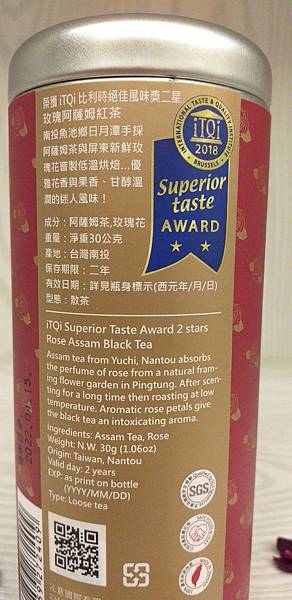 榮獲 iTQi 比利時絕佳風味獎二星
玫瑰阿薩姆紅茶
南投魚池鄉日月潭手採
阿薩姆茶與屏東新鮮玫
瑰花窨製低溫烘焙...優
雅花香與果香、甘醇溫
潤的迷人風味！
INTERNATIONAL TASTE & QUALITY INSTITUTE
iTQi
2018
BRUSSELS
Superior
taste
AWARD
成分：阿薩姆茶,玫瑰花
重量：淨重30公克
產地：台灣南投
保存期限：二年
有效日期：詳見瓶身標示(西元年/月/日)
型態：散茶
iTQi Superior Taste Award 2 stars
Rose Assam Black Tea
Assam tea from Yuchi, Nantou absorbs
the perfume of rose from a natural fram-
ing flower garden in Pingtung. After scen-
ting for a long time then roasting at low
temperature. Aromatic rose petals give
the black tea an intoxicating aroma.
Ingredients: Assam Tea, Rose
Weight: N.W. 30g (1.06oz)
Origin: Taiwan, Nantou
Valid day: 2 years
EXP: as print on bottle
(YYYY/MM/DD)
Type: Loose tea
SGS